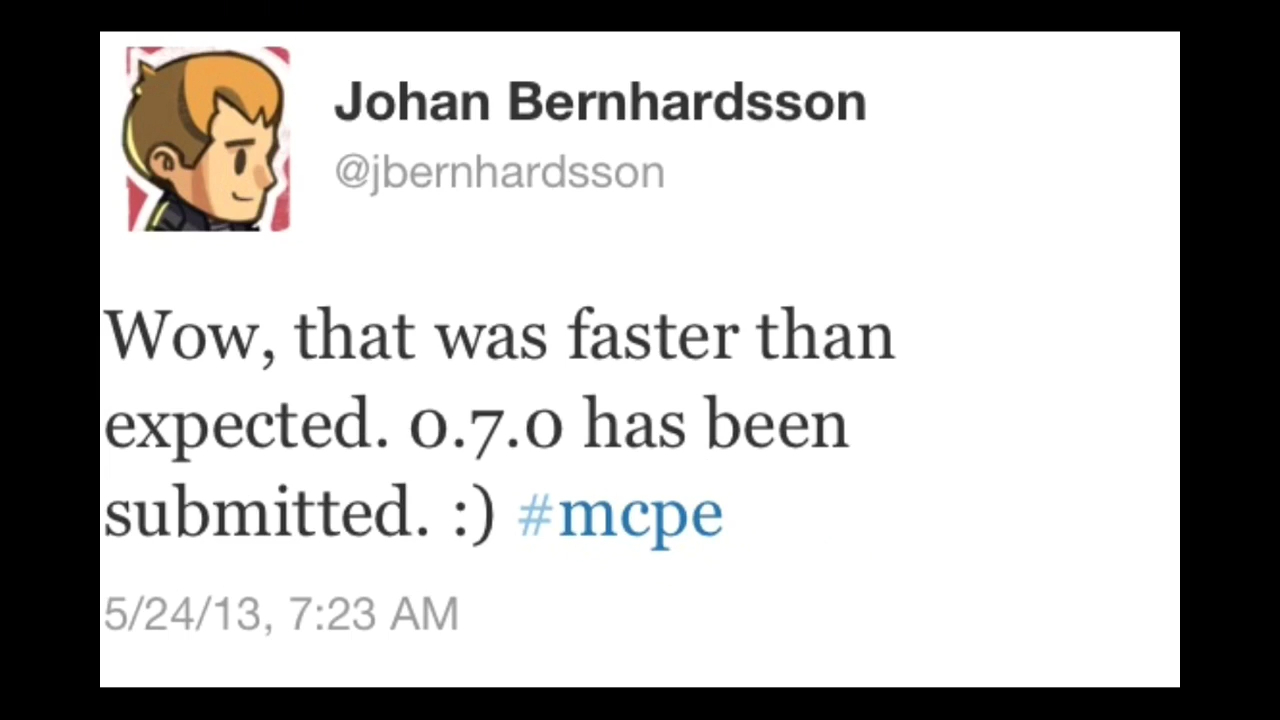 Johan Bernhardsson
@jbernhardsson
Wow, that was faster than
expected. 0.7.0 has been
submitted. :) #mcpe
5/24/13, 7:23 AM